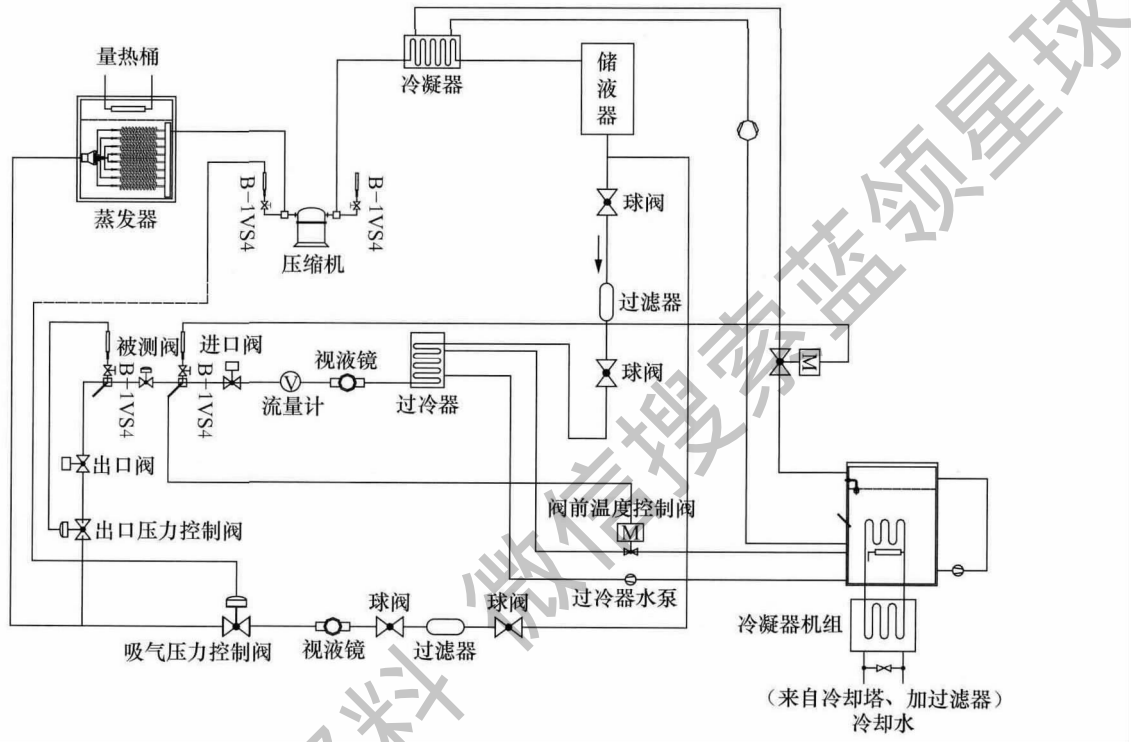 量热桶
蒸发器
B-1VS4
B-1VS4
压缩机
冷凝器
储液器
球阀
过滤器
球阀
被测阀
进口阀
B-1VS4
B-1VS4
流量计
视液镜
过冷器
M
V
出口阀
出口压力控制阀
阀前温度控制阀
M
过冷器水泵
吸气压力控制阀
视液镜
球阀
过滤器
球阀
冷凝器机组
(来自冷却塔、加过滤器)
冷却水
资料 微信搜索蓝领星球